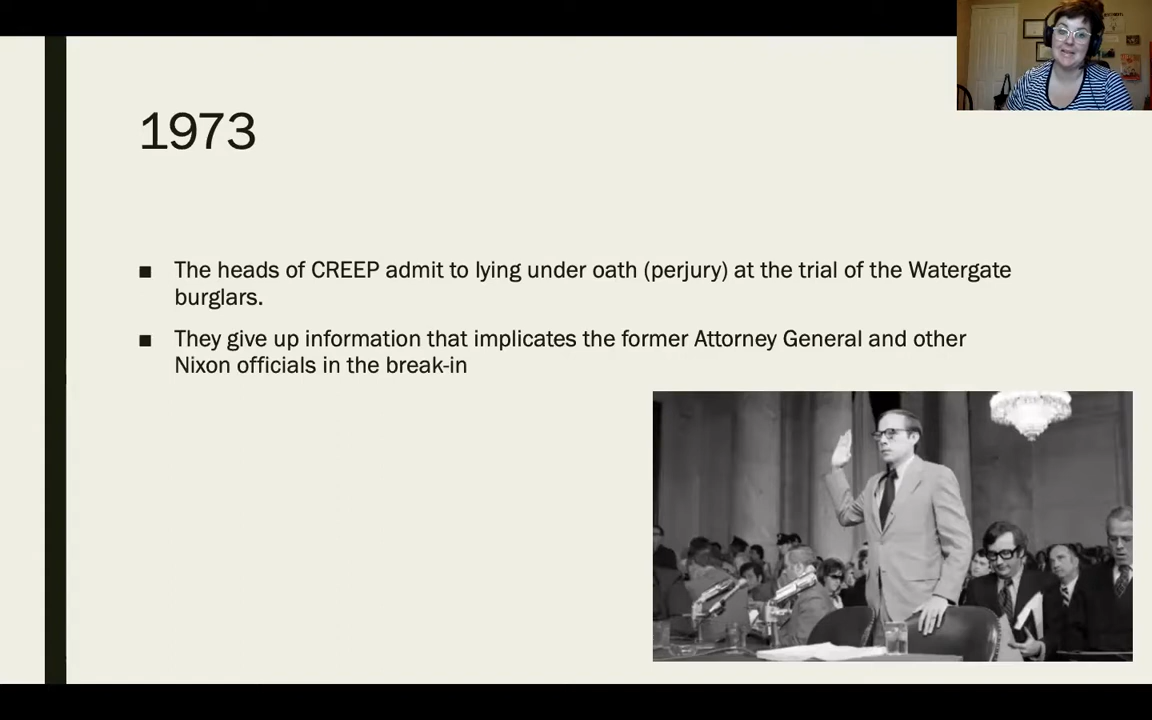 1973
■ The heads of CREEP admit to lying under oath (perjury) at the trial of the Watergate
burglars.
■ They give up information that implicates the former Attorney General and other
Nixon officials in the break-in